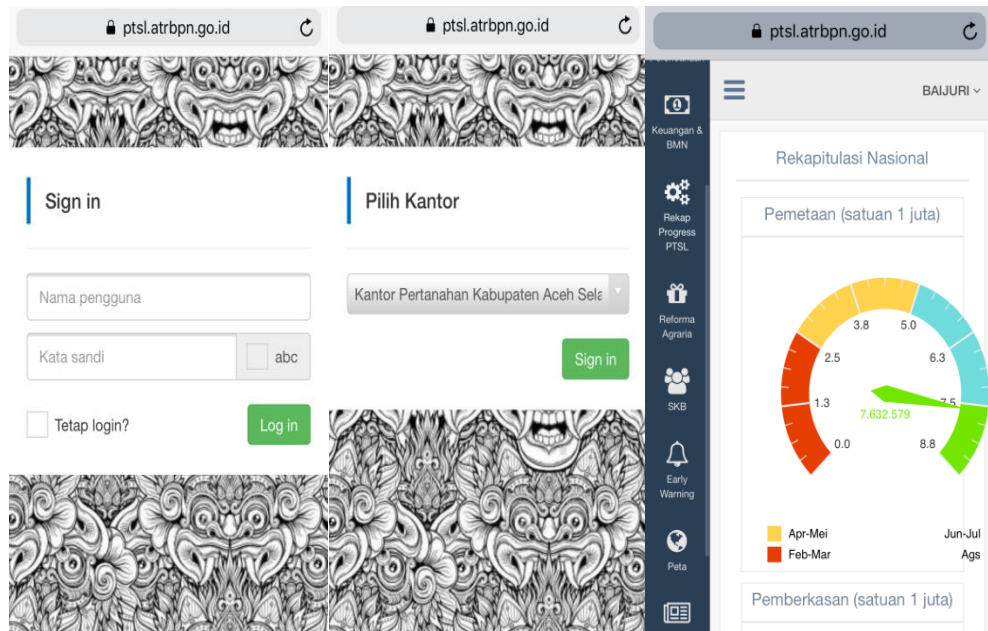 ptsl.atrbpn.go.id
Sign in
Nama pengguna
Kata sandi
abc
Tetap login?
Log in
ptsl.atrbpn.go.id
Pilih Kantor
Kantor Pertanahan Kabupaten Aceh Sela
Sign in
ptsl.atrbpn.go.id
BAIJURI
Keuangan &
BMN
Rekap
Progress
PTSL
Reforma
Agraria
SKB
Early
Warning
Peta
Rekapitulasi Nasional
Pemetaan (satuan 1 juta)
3.8 5.0
2.5 6.3
1.3 7.5
7.632.579
0.0 8.8
Apr-Mei Jun-Jul
Feb-Mar Ags
Pemberkasan (satuan 1 juta)